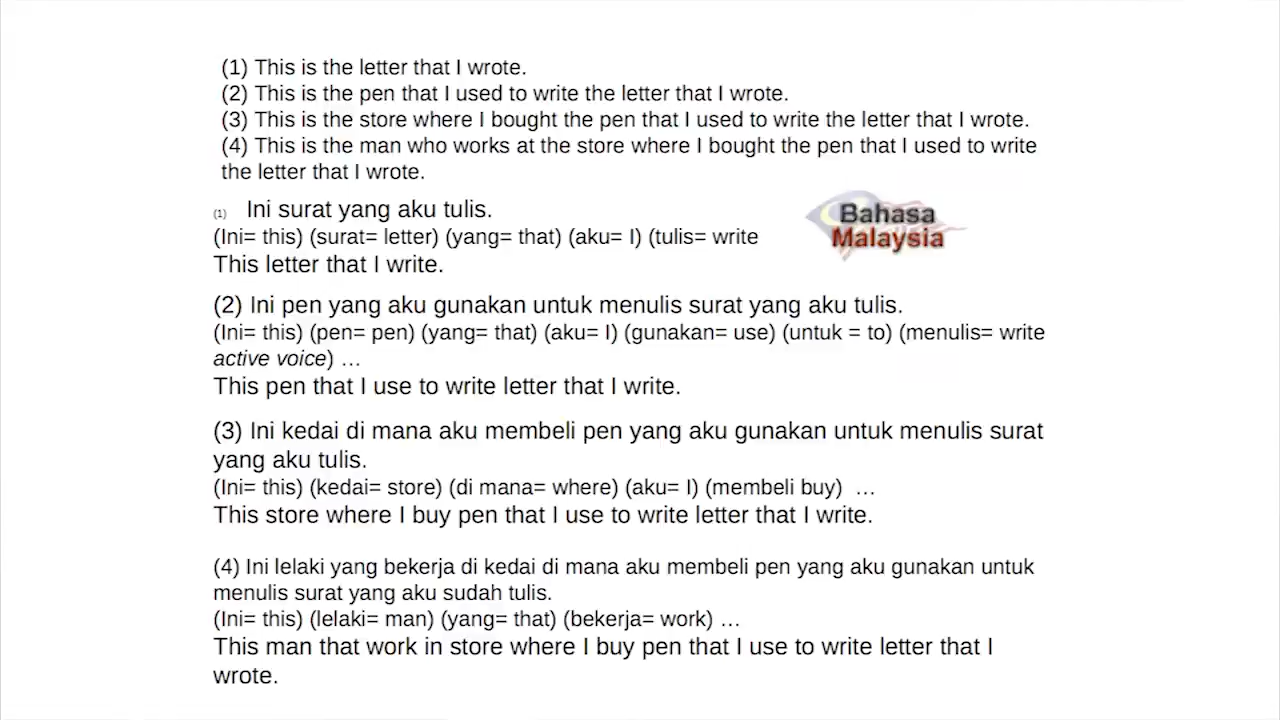 (1) This is the letter that I wrote.
(2) This is the pen that I used to write the letter that I wrote.
(3) This is the store where I bought the pen that I used to write the letter that I wrote.
(4) This is the man who works at the store where I bought the pen that I used to write
the letter that I wrote.
(1) Ini surat yang aku tulis.
Bahasa
Malaysia
(Ini= this) (surat= letter) (yang= that) (aku= I) (tulis= write
This letter that I write.
(2) Ini pen yang aku gunakan untuk menulis surat yang aku tulis.
(Ini= this) (pen= pen) (yang= that) (aku= I) (gunakan= use) (untuk = to) (menulis= write
active voice) …
This pen that I use to write letter that I write.
(3) Ini kedai di mana aku membeli pen yang aku gunakan untuk menulis surat
yang aku tulis.
(Ini= this) (kedai= store) (di mana= where) (aku= I) (membeli buy) …
This store where I buy pen that I use to write letter that I write.
(4) Ini lelaki yang bekerja di kedai di mana aku membeli pen yang aku gunakan untuk
menulis surat yang aku sudah tulis.
(Ini= this) (lelaki= man) (yang= that) (bekerja= work) …
This man that work in store where I buy pen that I use to write letter that I
wrote.